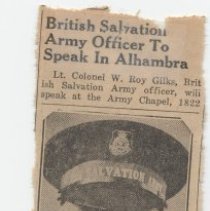 British Salvation
Army Officer To
Speak In Alhambra
Lt. Colonel W. Roy Gilks, Brit
ish Salvation Army officer, will
speak at the Army Chapel, 1822
SALVATION